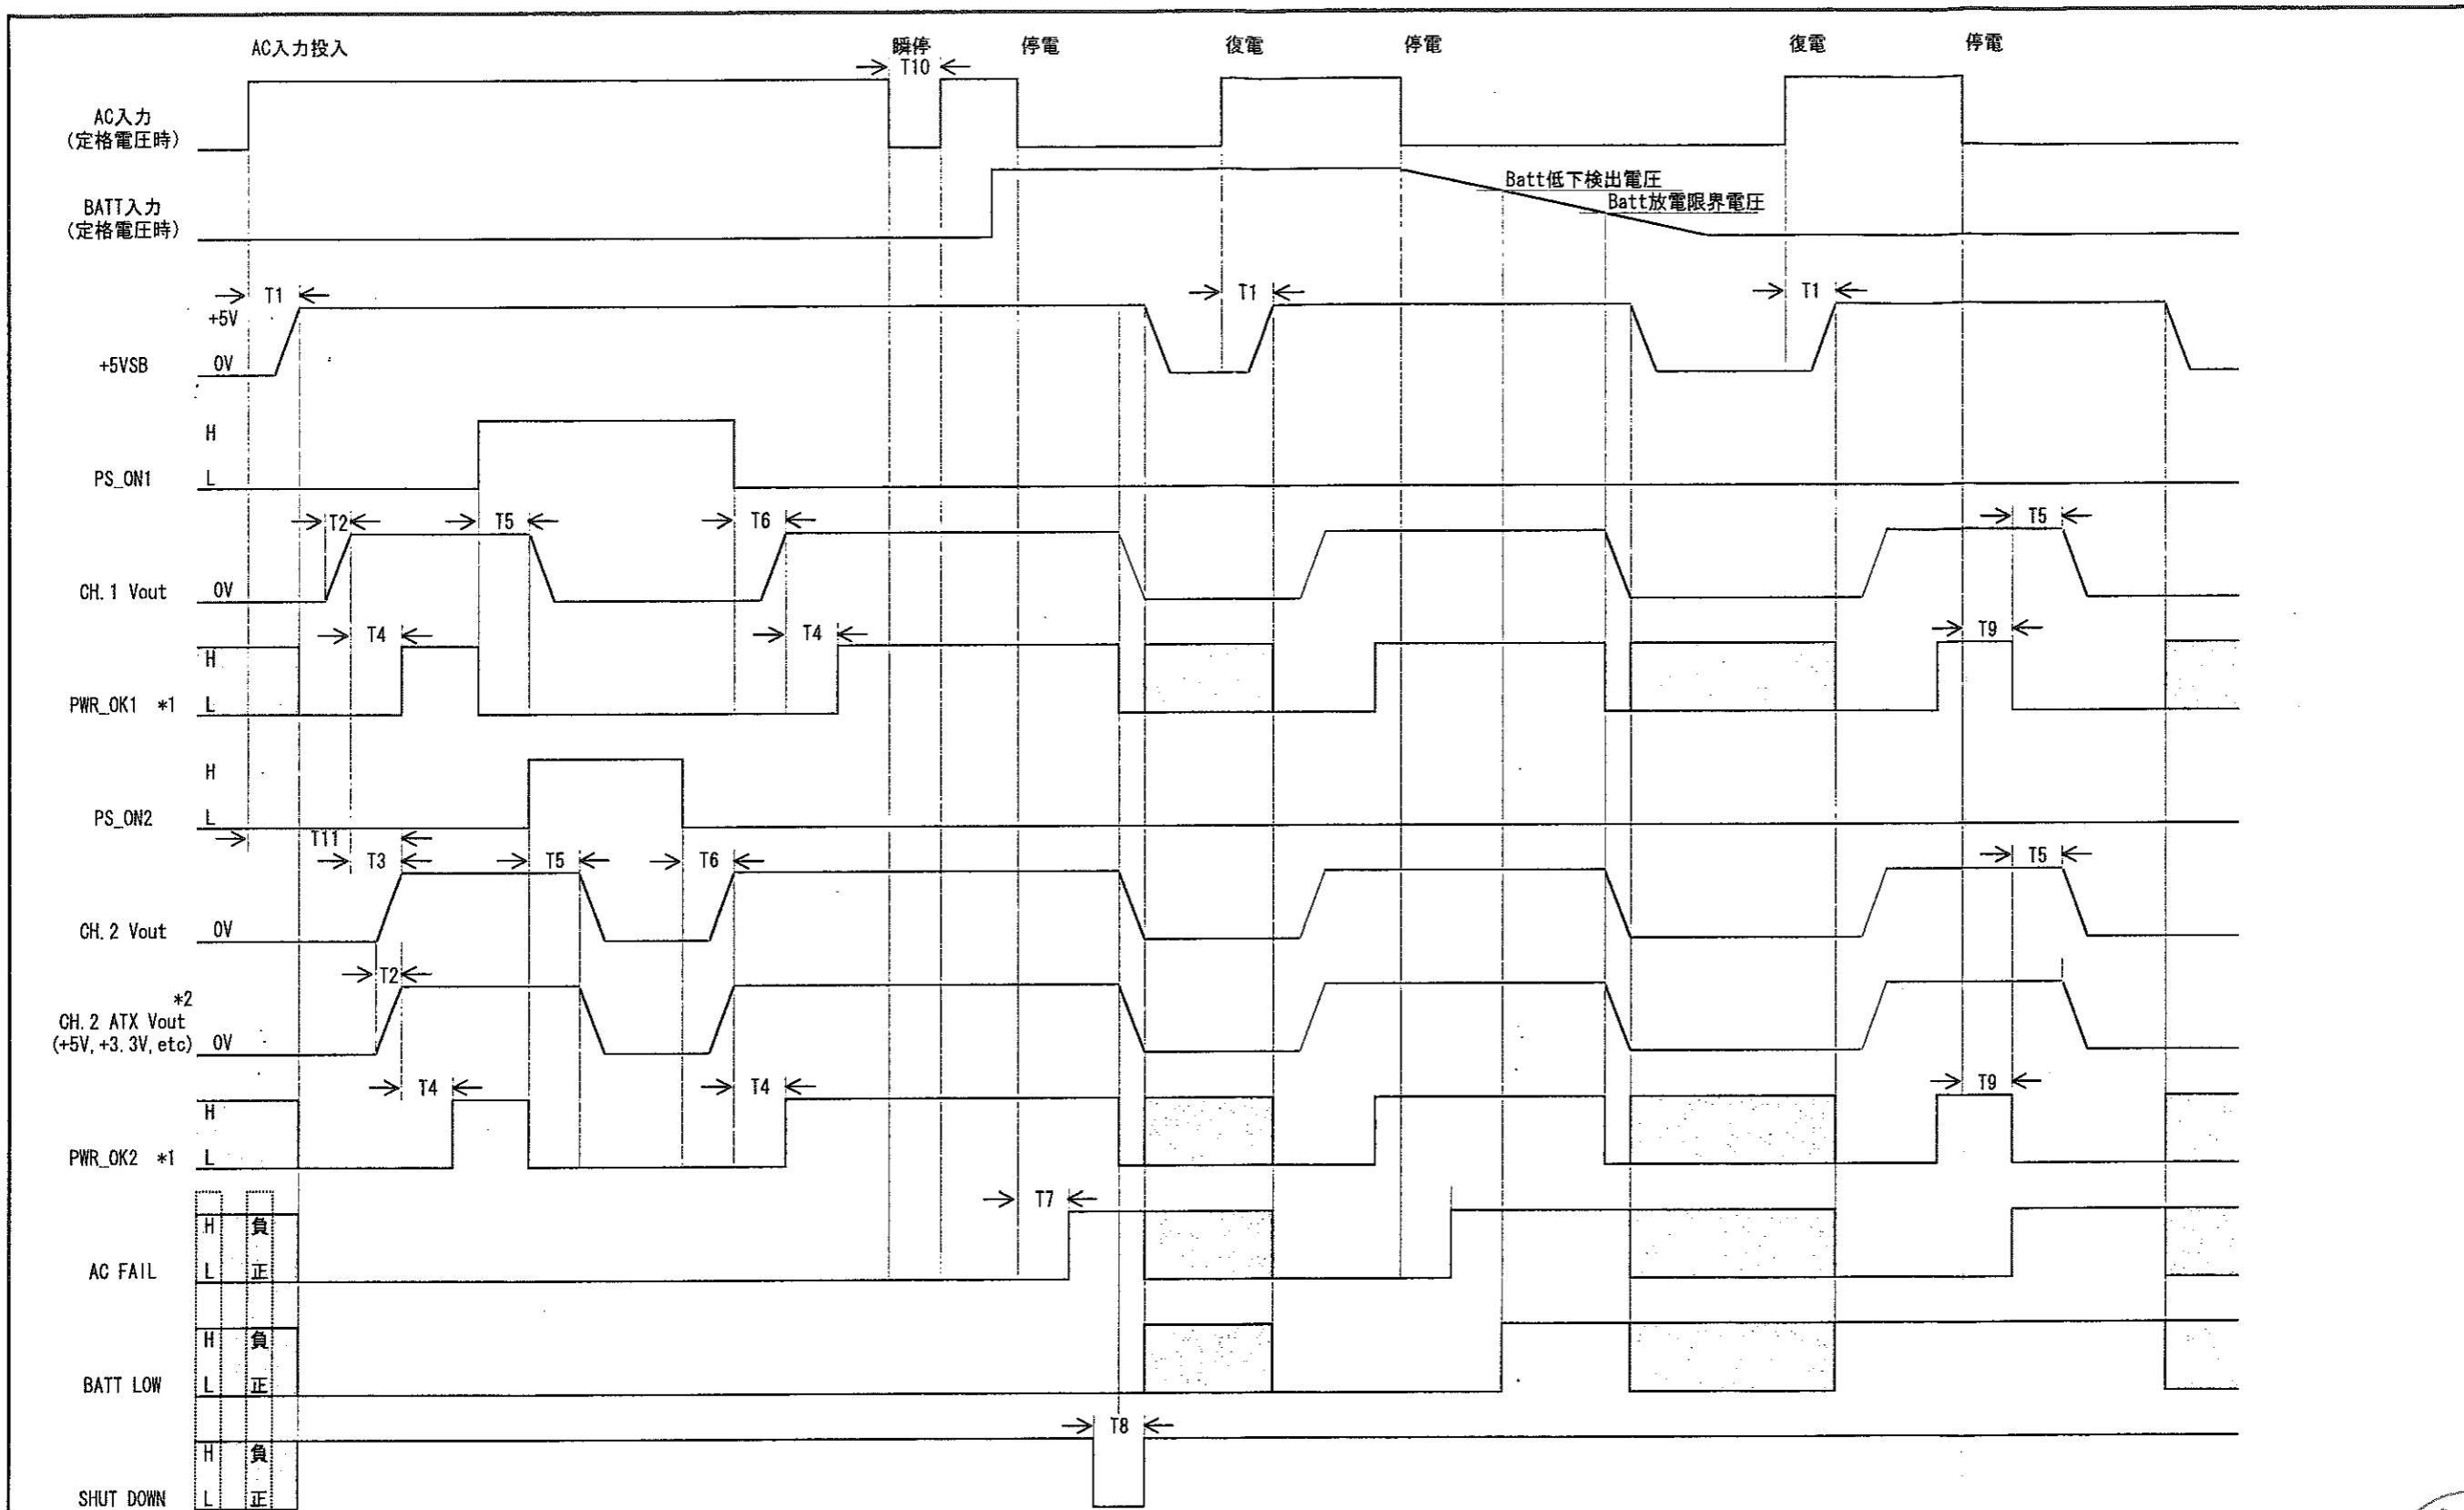 AC入力投入 瞬停 停電 復電 停電 復電 停電
T10
AC入力
(定格電圧時)
Batt低下検出電圧
BATT入力 Batt放電限界電圧
(定格電圧時)
T1 T1 T1
+5V
+5VSB 0V
H
PS_ON1 L
T2 T5 T6 T5
CH.1 Vout 0V
T4 T4 T9
H
PWR_OK1 *1 L
H
PS_ON2 L
T11
T3 T5 T6 T5
CH.2 Vout 0V
T2
*2
CH.2 ATX Vout
(+5V,+3.3V,etc) 0V
T4 T4 T9
H
PWR_OK2 *1 L
T7
H 負
AC FAIL L 正
H 負
BATT LOW L 正
T8
H 負
SHUT DOWN L 正